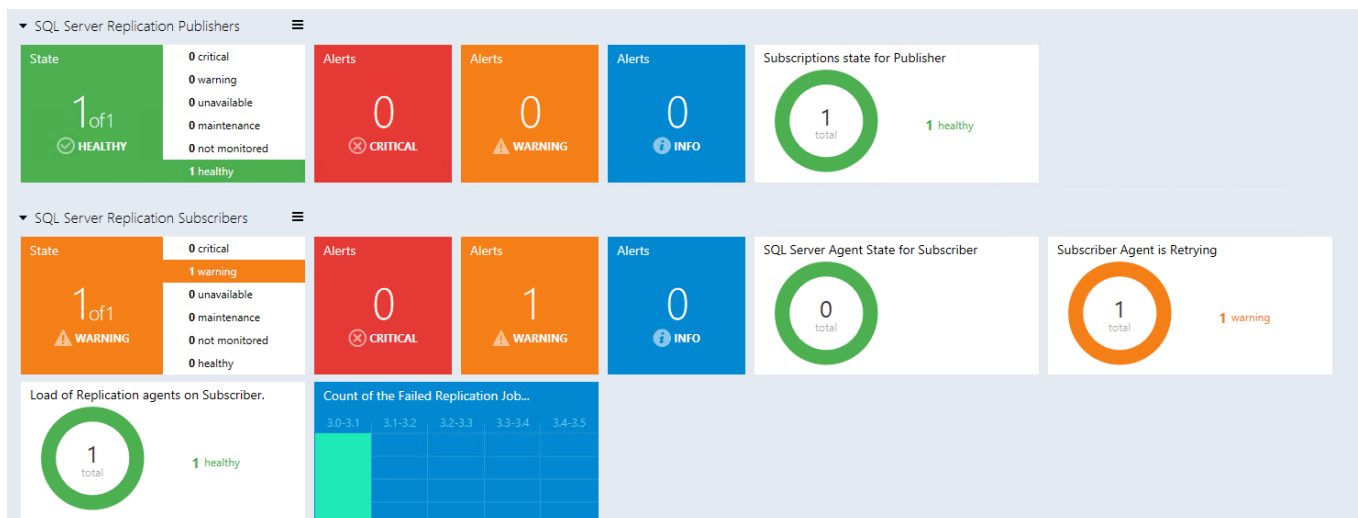 SQL Server Replication Publishers
State
1 of 1
HEALTHY
0 critical
0 warning
0 unavailable
0 maintenance
0 not monitored
1 healthy
Alerts
0
CRITICAL
Alerts
0
WARNING
Alerts
0
INFO
Subscriptions state for Publisher
1
total
1 healthy
SQL Server Replication Subscribers
State
1 of 1
WARNING
0 critical
1 warning
0 unavailable
0 maintenance
0 not monitored
0 healthy
Alerts
0
CRITICAL
Alerts
1
WARNING
Alerts
0
INFO
SQL Server Agent State for Subscriber
0
total
Subscriber Agent is Retrying
1
total
1 warning
Load of Replication agents on Subscriber.
1
total
1 healthy
Count of the Failed Replication Job...
3.0-3.1 3.1-3.2 3.2-3.3 3.3-3.4 3.4-3.5